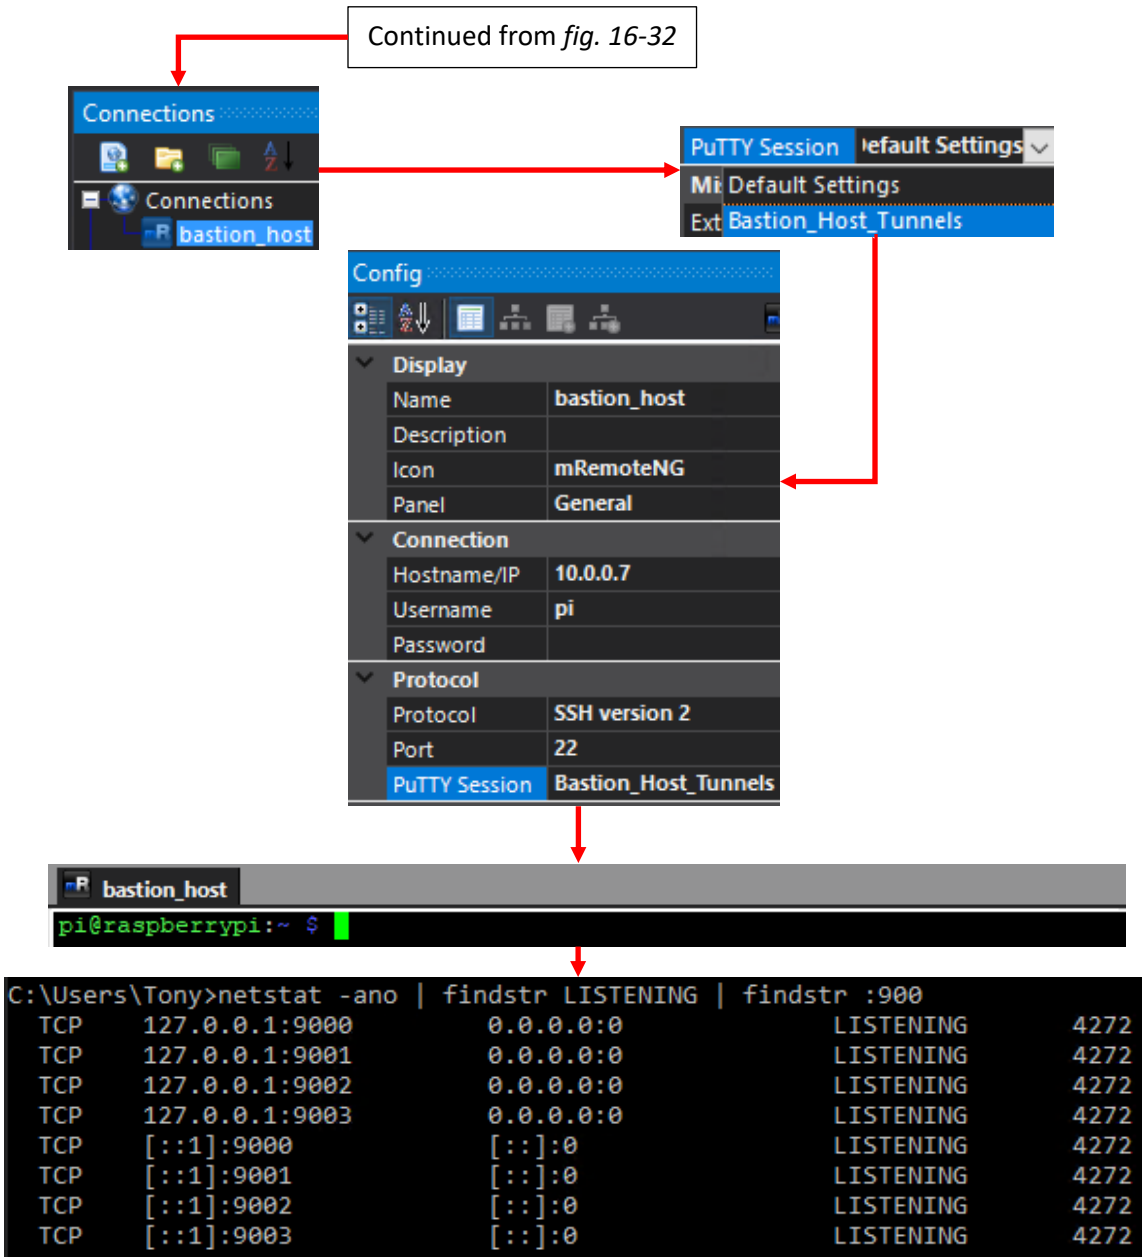 Continued from fig. 16-32
Connections
Connections
bastion_host
PuTTY Session Default Settings
Mi Default Settings
Ext Bastion_Host_Tunnels
Config
Display
Name bastion_host
Description
Icon mRemoteNG
Panel General
Connection
Hostname/IP 10.0.0.7
Username pi
Password
Protocol
Protocol SSH version 2
Port 22
PuTTY Session Bastion_Host_Tunnels
bastion_host
pi@raspberrypi:~ $
C:\Users\Tony>netstat -ano | findstr LISTENING | findstr :900
TCP 127.0.0.1:9000 0.0.0.0:0 LISTENING 4272
TCP 127.0.0.1:9001 0.0.0.0:0 LISTENING 4272
TCP 127.0.0.1:9002 0.0.0.0:0 LISTENING 4272
TCP 127.0.0.1:9003 0.0.0.0:0 LISTENING 4272
TCP [::1]:9000 [::]:0 LISTENING 4272
TCP [::1]:9001 [::]:0 LISTENING 4272
TCP [::1]:9002 [::]:0 LISTENING 4272
TCP [::1]:9003 [::]:0 LISTENING 4272